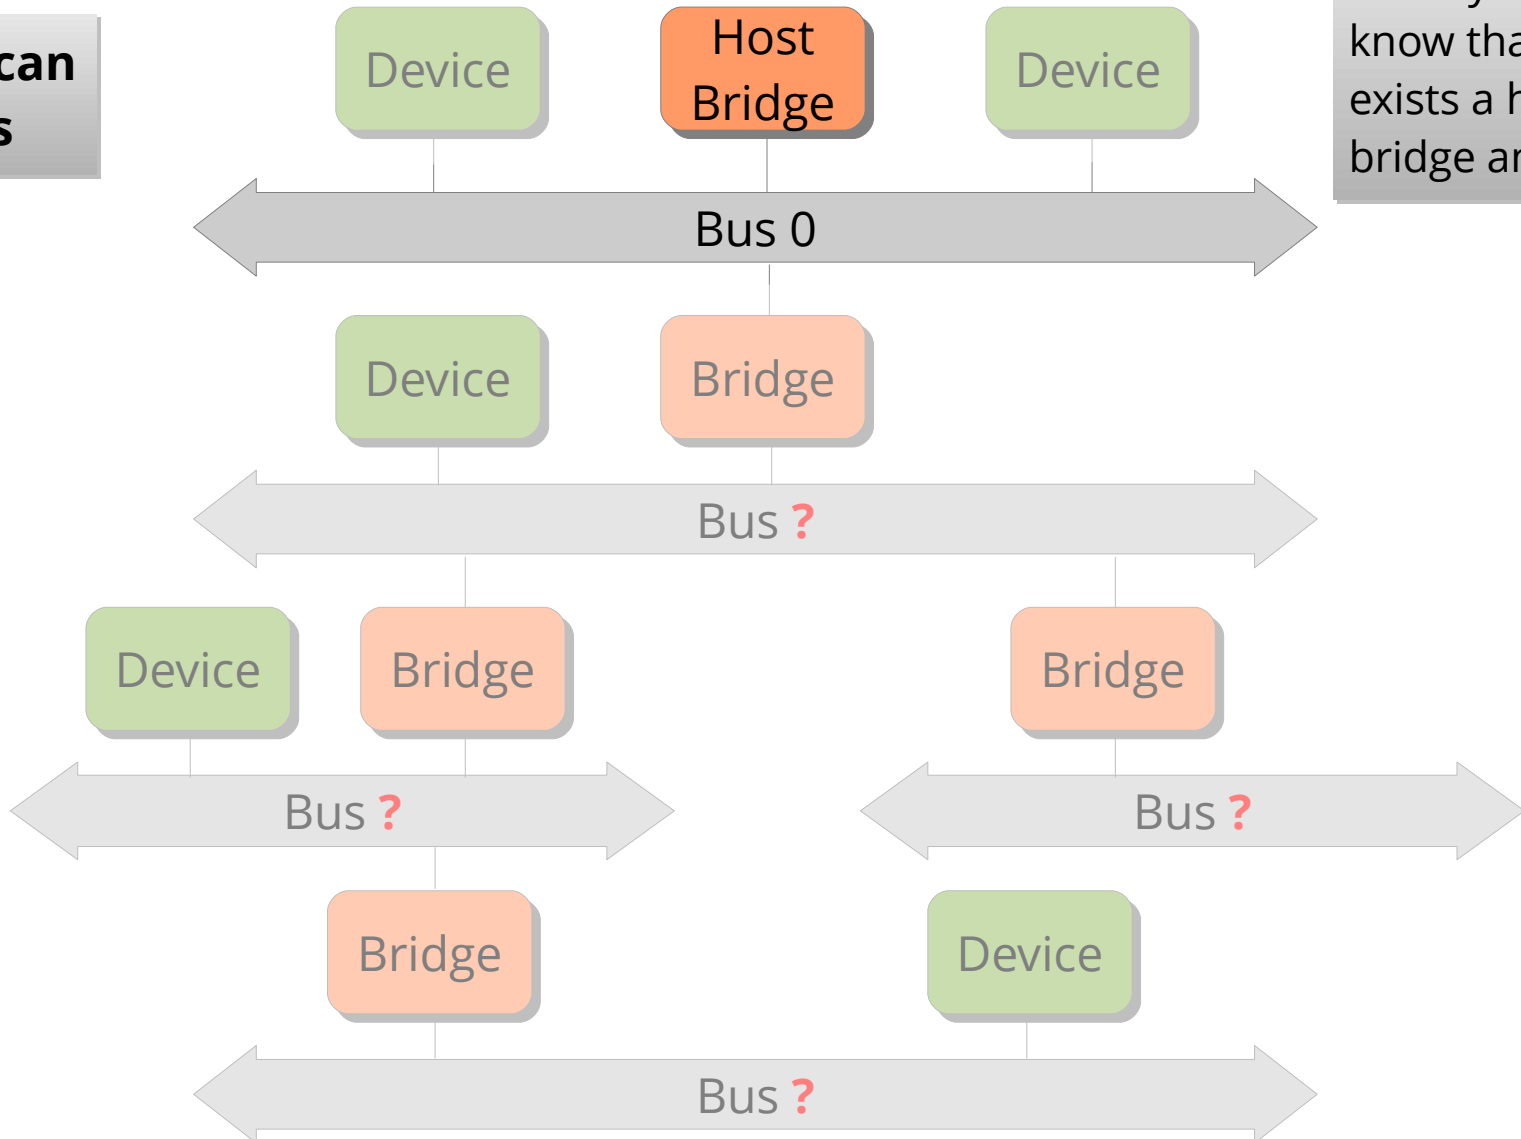 can
s
know tha
exists a h
bridge an
Device
Host
Bridge
Device
Bus 0
Device
Bridge
Bus ?
Device
Bridge
Bridge
Bus ?
Bus ?
Bridge
Device
Bus ?